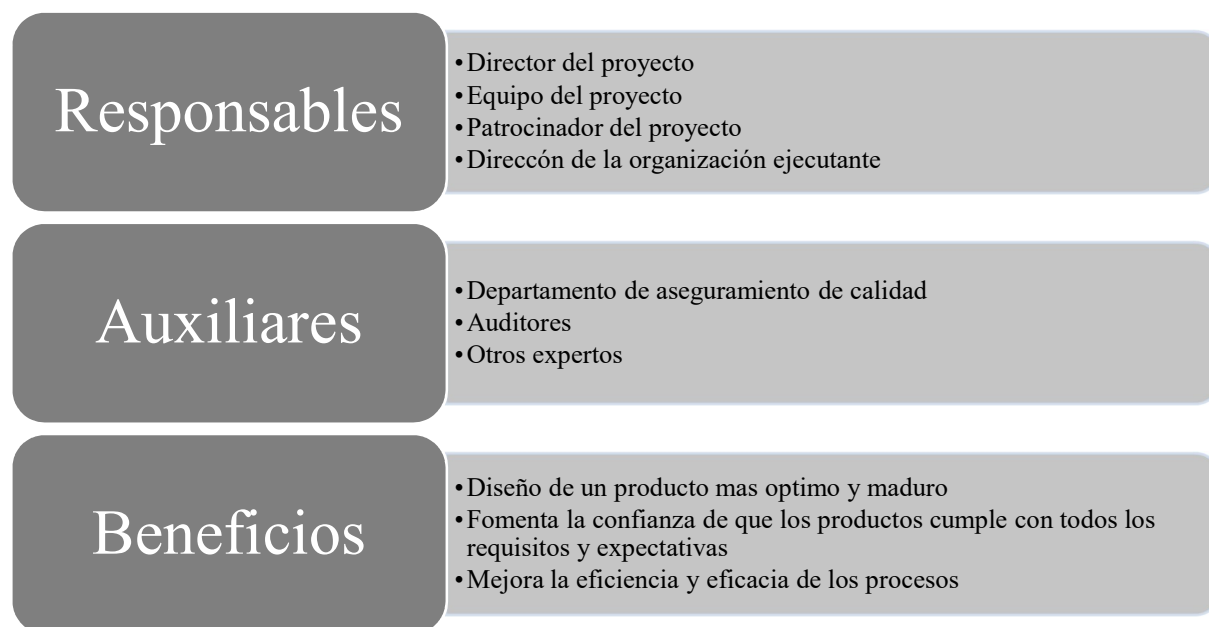 Responsables
•Director del proyecto
•Equipo del proyecto
•Patrocinador del proyecto
•Direccón de la organización ejecutante
Auxiliares
•Departamento de aseguramiento de calidad
•Auditores
•Otros expertos
Beneficios
•Diseño de un producto mas optimo y maduro
•Fomenta la confianza de que los productos cumple con todos los
requisitos y expectativas
•Mejora la eficiencia y eficacia de los procesos